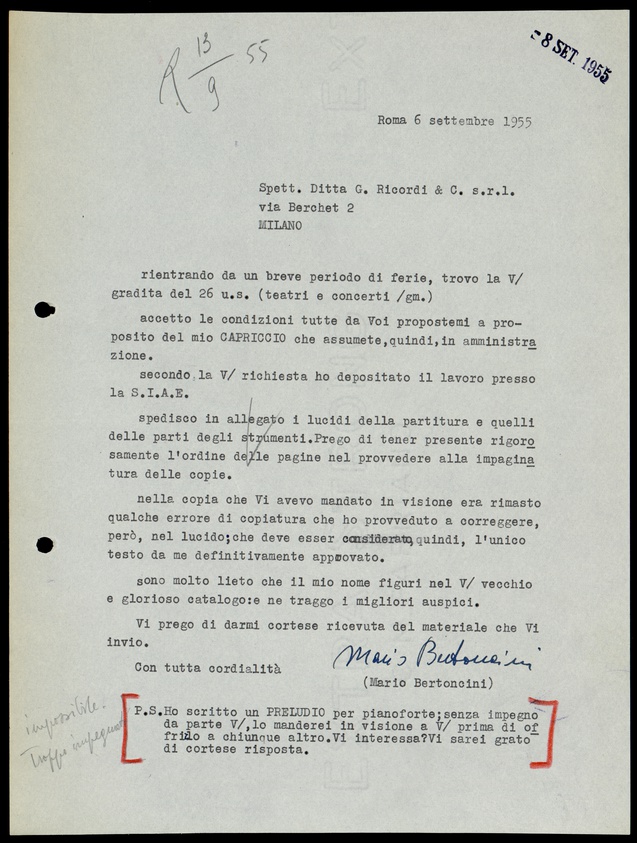 R 13/9 55
- 8 SET. 1955
Roma 6 settembre 1955
Spett. Ditta G. Ricordi & C. s.r.l.
via Berchet 2
MILANO
rientrando da un breve periodo di ferie, trovo la V/
gradita del 26 u.s. (teatri e concerti /gm.)
accetto le condizioni tutte da Voi propostemi a pro-
posito del mio CAPRICCIO che assumete,quindi,in amministra
zione.
secondo la V/ richiesta ho depositato il lavoro presso
la S.I.A.E.
spedisco in allegato i lucidi della partitura e quelli
delle parti degli strumenti.Prego di tener presente rigoro
samente l'ordine delle pagine nel provvedere alla impagina
tura delle copie.
nella copia che Vi avevo mandato in visione era rimasto
qualche errore di copiatura che ho provveduto a correggere,
però, nel lucido;che deve esser considerato,quindi, l'unico
testo da me definitivamente approvato.
sono molto lieto che il mio nome figuri nel V/ vecchio
e glorioso catalogo:e ne traggo i migliori auspici.
Vi prego di darmi cortese ricevuta del materiale che Vi
invio.
Con tutta cordialità
Mario Bertoncini
(Mario Bertoncini)
P.S.Ho scritto un PRELUDIO per pianoforte;senza impegno
da parte V/,lo manderei in visione a V/ prima di of
frirlo a chiunque altro.Vi interessa?Vi sarei grato
di cortese risposta.
impossibile.
Troppi impegni